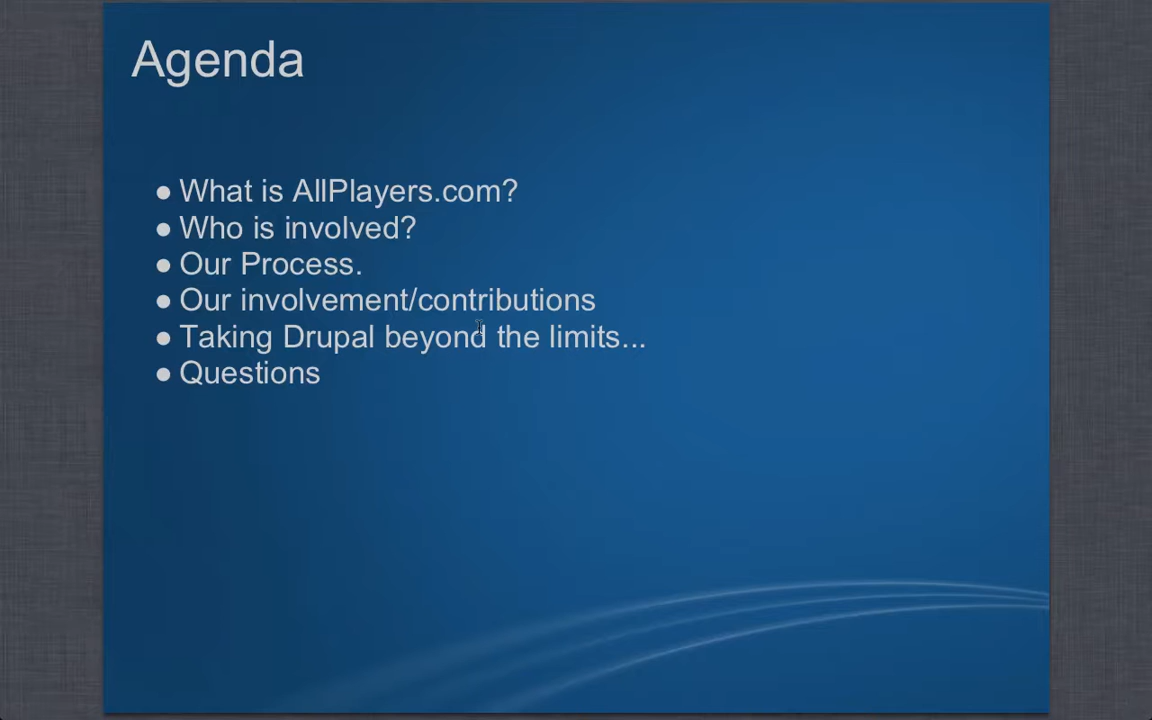 Agenda
● What is AllPlayers.com?
● Who is involved?
● Our Process.
● Our involvement/contributions
● Taking Drupal beyond the limits...
● Questions